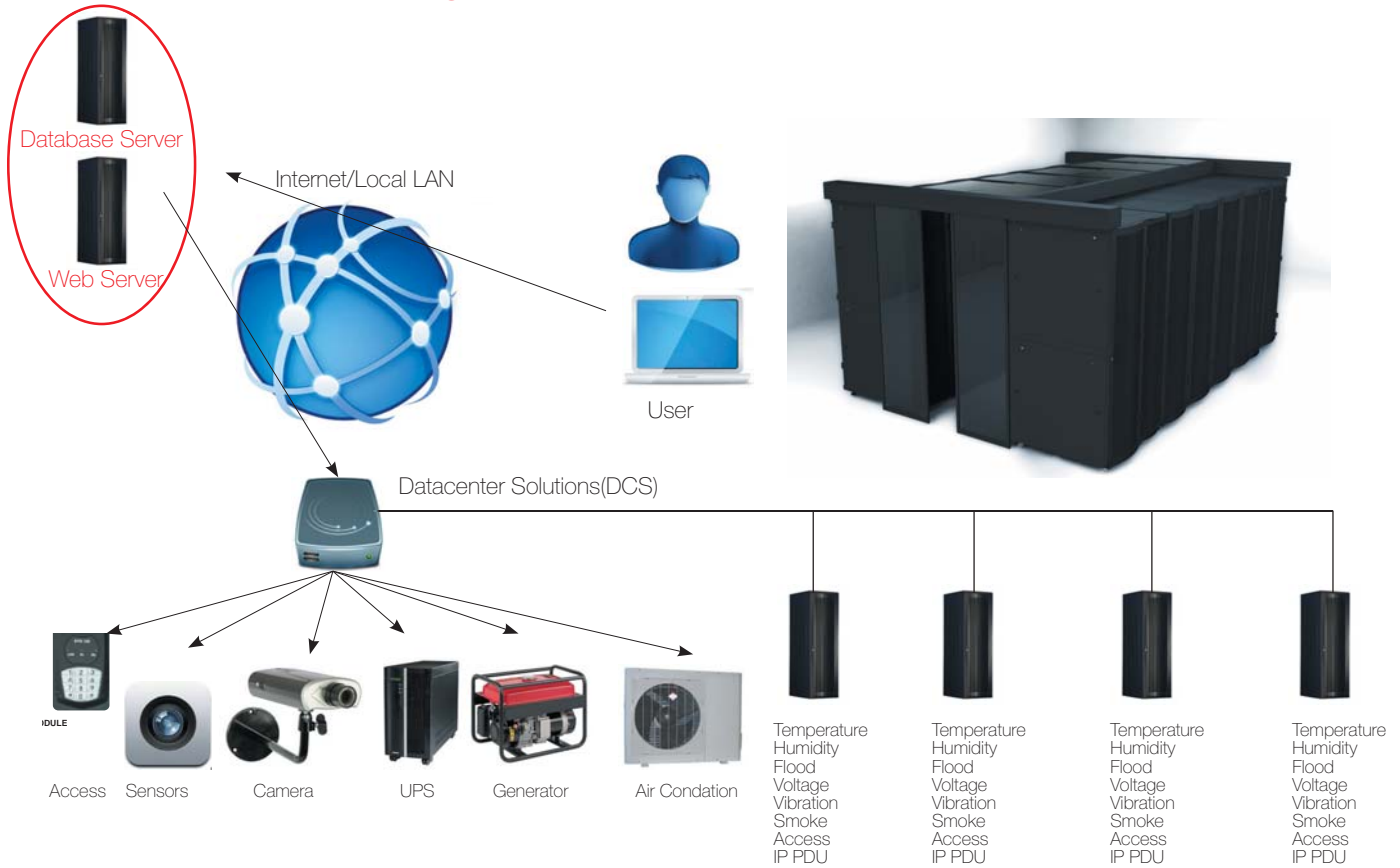 Database Server
Web Server
Internet/Local LAN
User
Datacenter Solutions(DCS)
IDULE
Access
Sensors
Camera
UPS
Generator
Air Condation
Temperature
Humidity
Flood
Voltage
Vibration
Smoke
Access
IP PDU
Temperature
Humidity
Flood
Voltage
Vibration
Smoke
Access
IP PDU
Temperature
Humidity
Flood
Voltage
Vibration
Smoke
Access
IP PDU
Temperature
Humidity
Flood
Voltage
Vibration
Smoke
Access
IP PDU